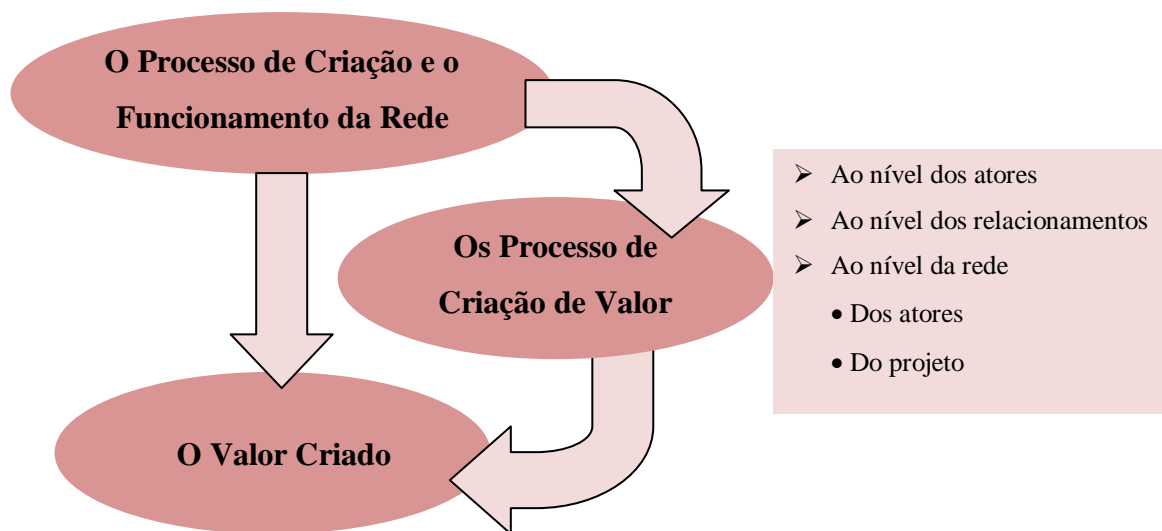 O Processo de Criação e o
Funcionamento da Rede
Os Processo de
Criação de Valor
➢ Ao nível dos atores
➢ Ao nível dos relacionamentos
➢ Ao nível da rede
• Dos atores
• Do projeto
O Valor Criado